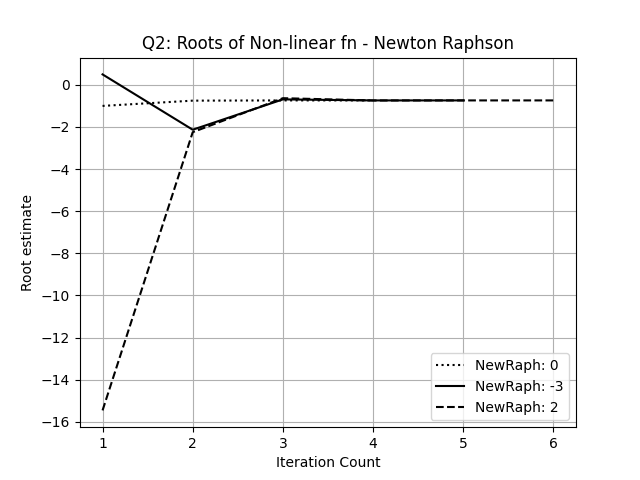 Q2: Roots of Non-linear fn - Newton Raphson
Root estimate
0
−2
−4
−6
−8
−10
−12
−14
−16
NewRaph: 0
NewRaph: -3
NewRaph: 2
1 2 3 4 5 6
Iteration Count